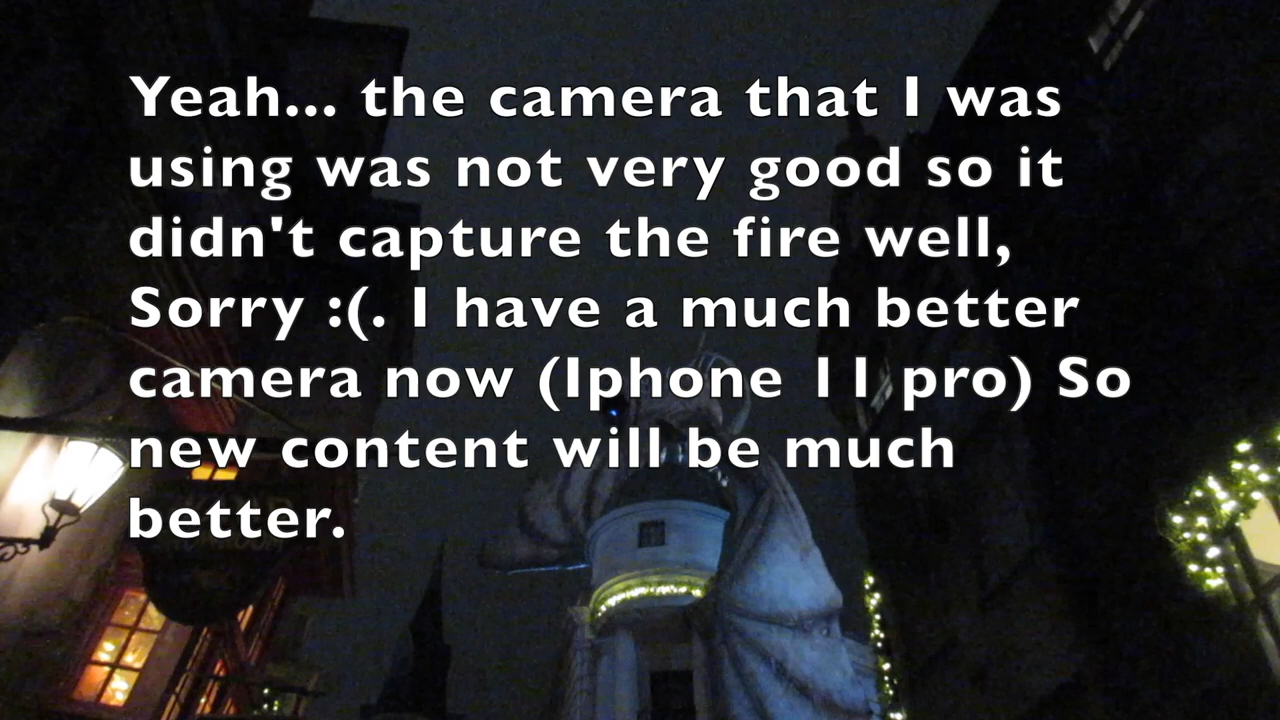 Yeah... the camera that I was
using was not very good so it
didn't capture the fire well,
Sorry :(. I have a much better
camera now (Iphone 11 pro) So
new content will be much
better.